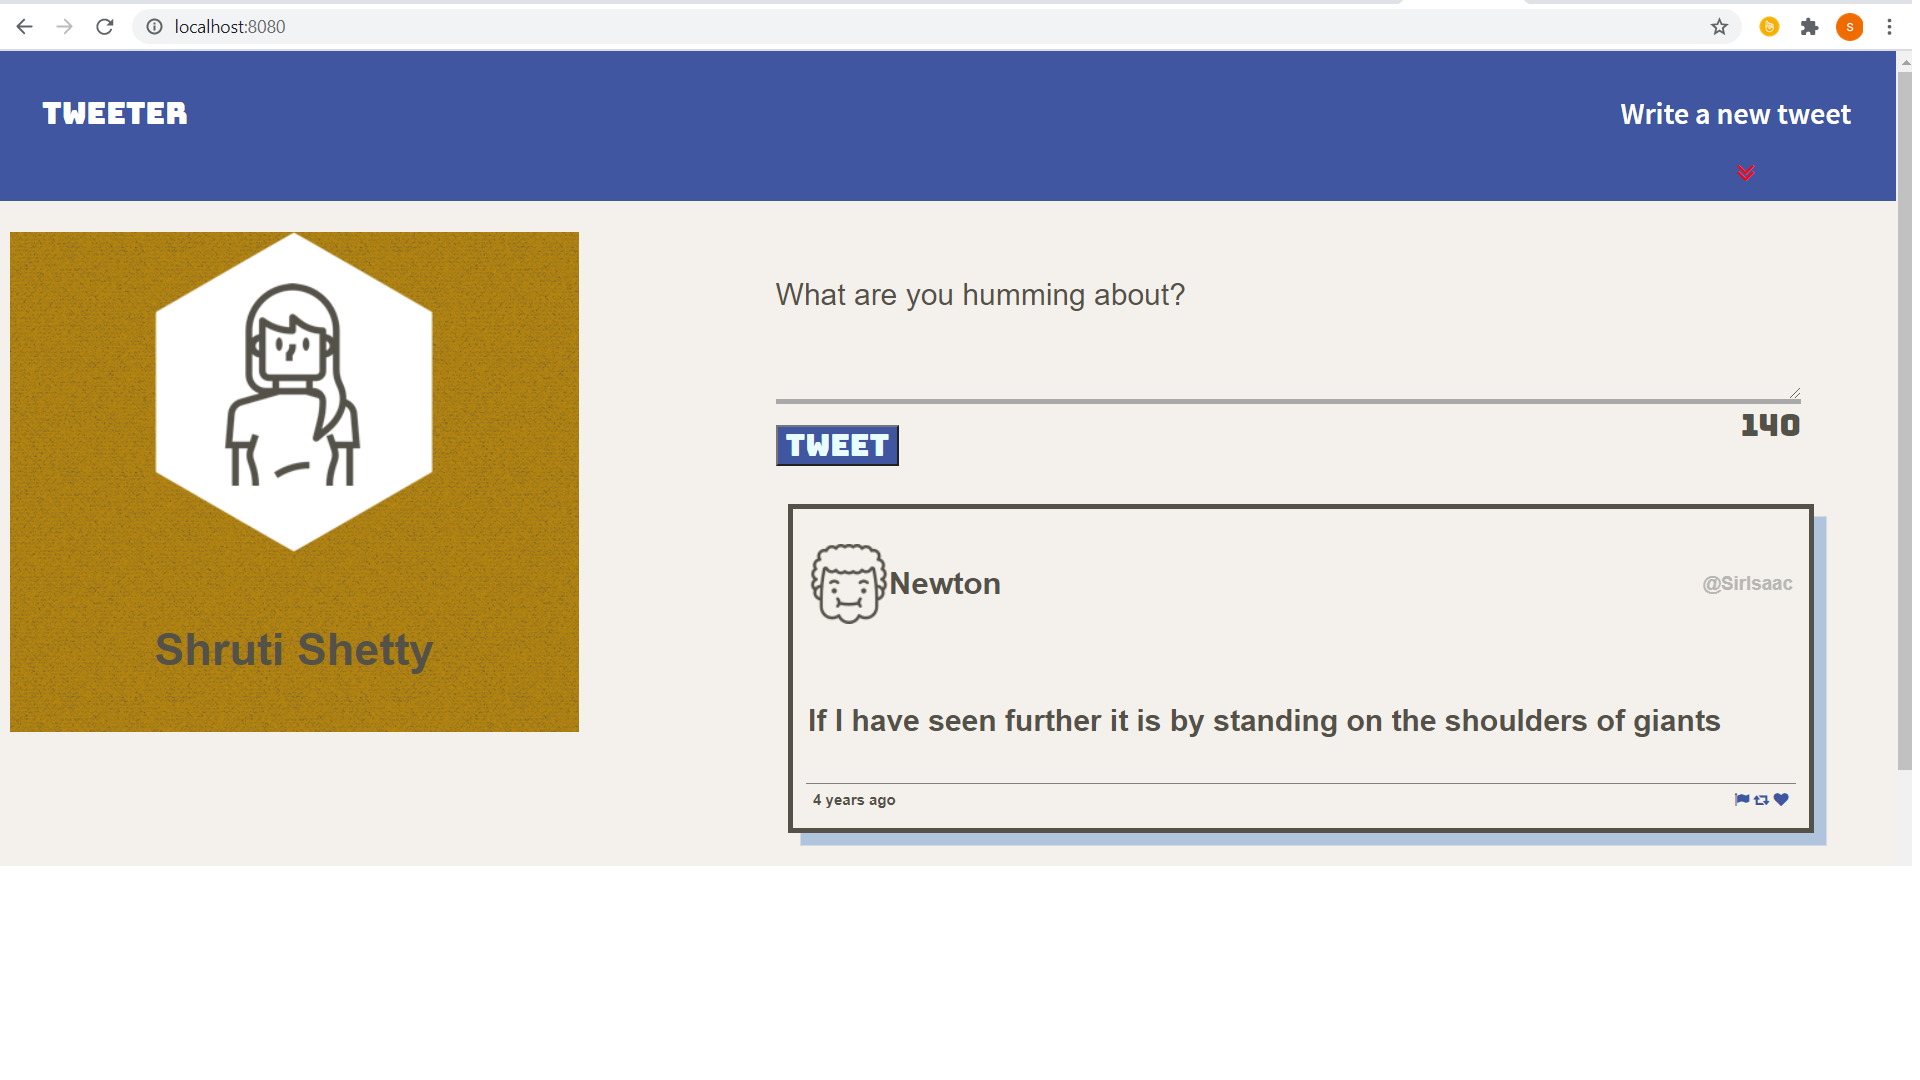 localhost:8080
S
TWEETER
Write a new tweet
What are you humming about?
140
TWEET
Newton
@SirIsaac
Shruti Shetty
If I have seen further it is by standing on the shoulders of giants
4 years ago